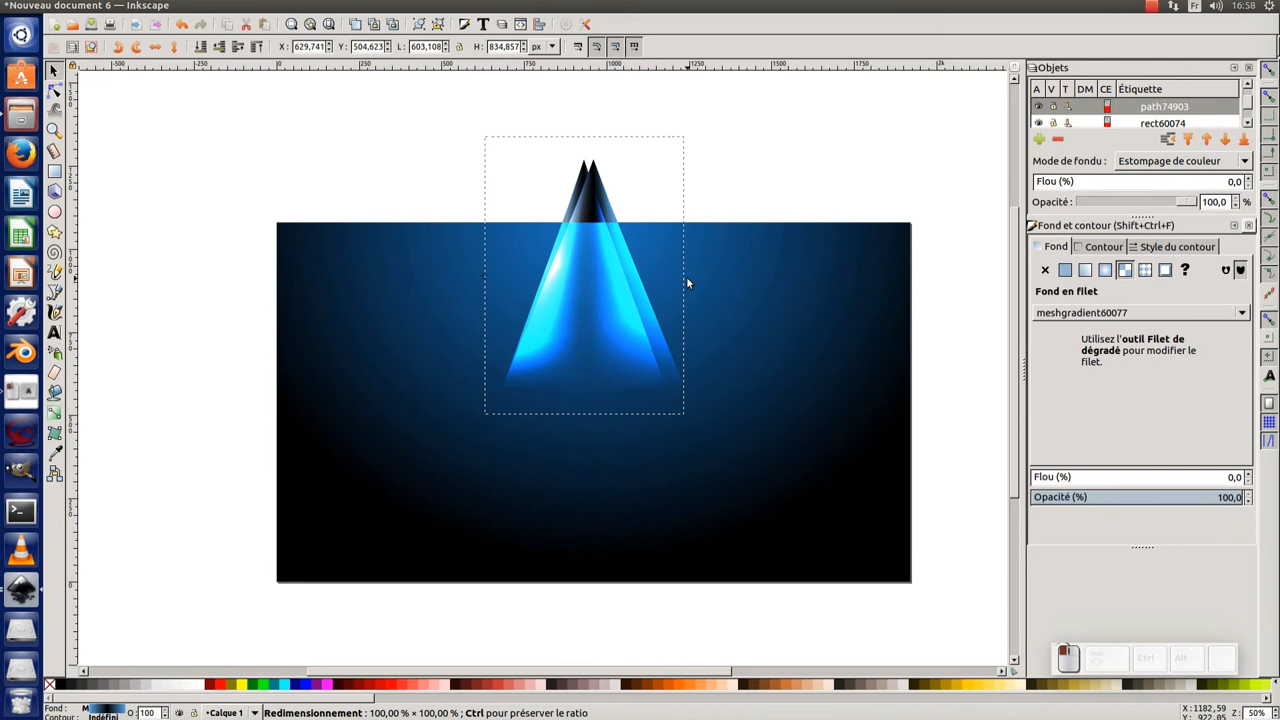 *Nouveau document 6 - Inkscape
Fr 16:58
X: 629,741 Y: 504,623 L: 603,108 H: 834,857 px
Objets
A V T DM CE Étiquette
path74903
rect60074
Mode de fondu : Estompage de couleur
Flou (%) 0,0
Opacité : 100,0 %
Fond et contour (Shift+Ctrl+F)
Fond Contour Style du contour
Fond en filet
meshgradient60077
Utilisez l'outil Filet de
dégradé pour modifier le
filet.
Flou (%) 0,0
Opacité (%) 100,0
Ctrl Alt
Fond : M O: 100 Calque 1 Redimensionnement : 100,00 % × 100,00 % ; Ctrl pour préserver le ratio X: 1182,59 Z: 50%
Contour : Indéfini Y: 922,05